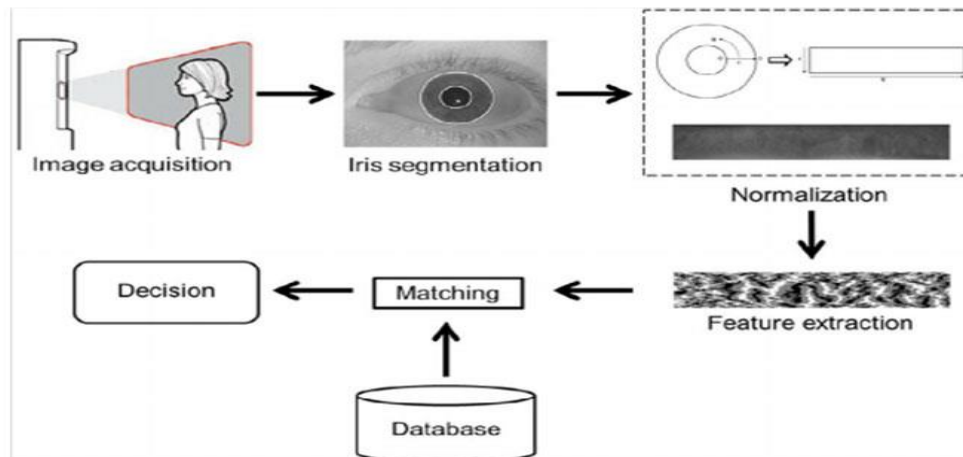 Image acquisition
Iris segmentation
Normalization
Feature extraction
Matching
Decision
Database